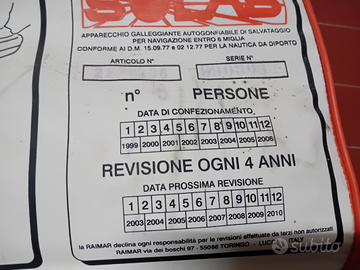 SOLAS
APPARECCHIO GALLEGGIANTE AUTOGONFIABILE DI SALVATAGGIO
PER NAVIGAZIONE ENTRO 6 MIGLIA
CONFORME AI D.M. 15.09.77 e 02.12.77 PER LA NAUTICA DA DIPORTO
ARTICOLO N° SERIE N°
n° PERSONE
DATA DI CONFEZIONAMENTO
1 2 3 4 5 6 7 8 9 10 11 12
1999 2000 2001 2002 2003 2004 2005 2006
REVISIONE OGNI 4 ANNI
DATA PROSSIMA REVISIONE
1 2 3 4 5 6 7 8 9 10 11 12
2003 2004 2005 2006 2007 2008 2009 2010
la RAIMAR declina ogni responsabilità per le revisioni effettuate da terzi non autorizzati
RAIMAR via dei boschi 97 - 55086 TORINGO - LUCCA - ITALY
subito